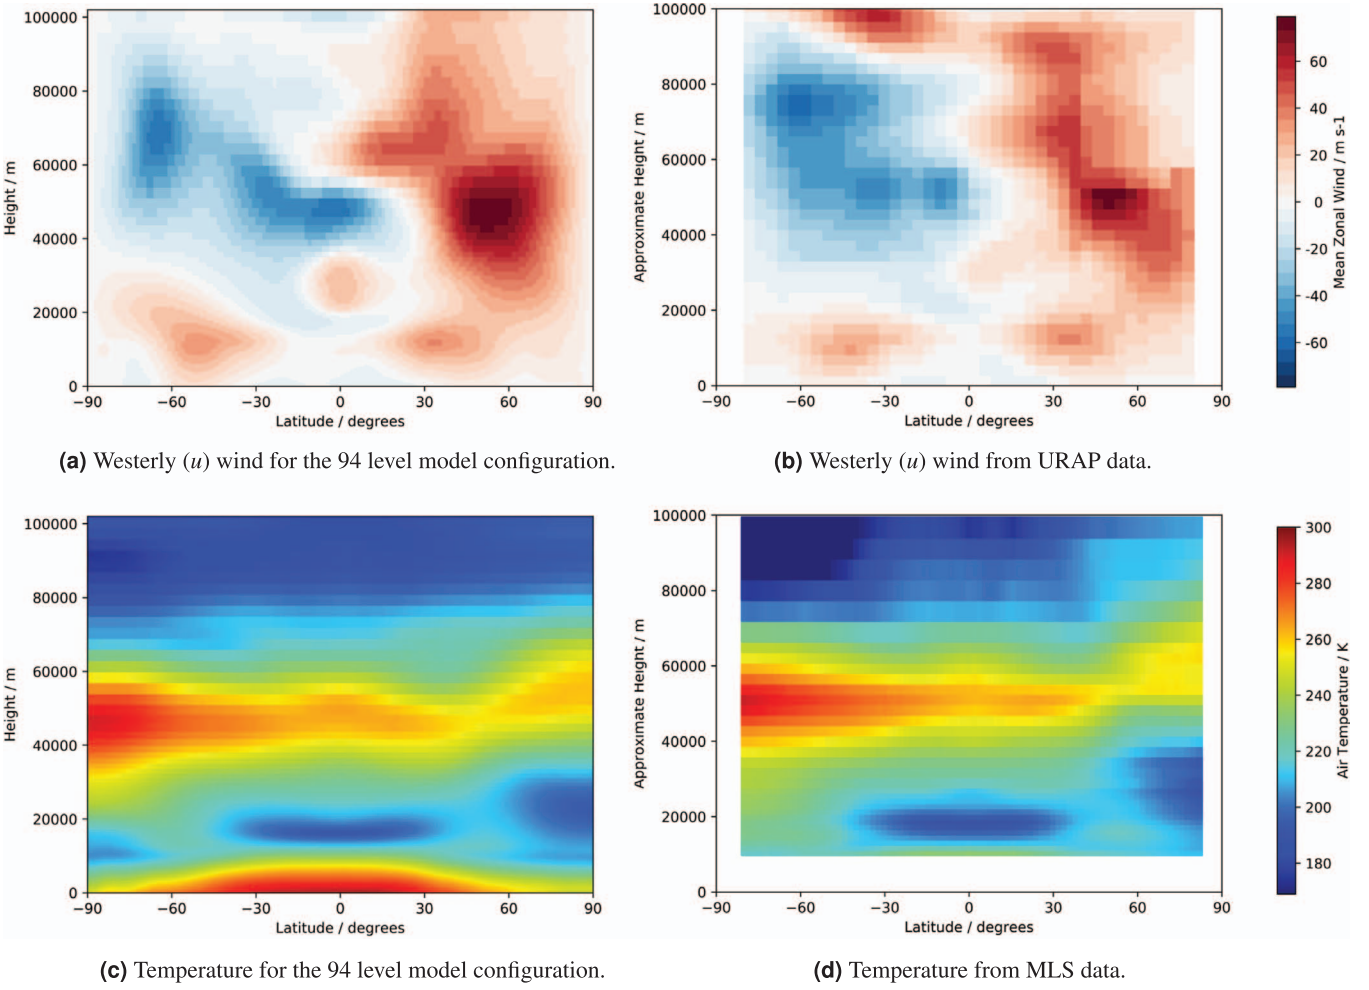 100000
80000
60000
40000
20000
0
Height / m
−90 −60 −30 0 30 60 90
Latitude / degrees
(a) Westerly (u) wind for the 94 level model configuration.
100000
80000
60000
40000
20000
0
Approximate Height / m
−90 −60 −30 0 30 60 90
Latitude / degrees
(b) Westerly (u) wind from URAP data.
60
40
20
0
-20
-40
-60
Mean Zonal Wind / m s-1
100000
80000
60000
40000
20000
0
Height / m
−90 −60 −30 0 30 60 90
Latitude / degrees
(c) Temperature for the 94 level model configuration.
100000
80000
60000
40000
20000
0
Approximate Height / m
−90 −60 −30 0 30 60 90
Latitude / degrees
(d) Temperature from MLS data.
300
280
260
240
220
200
180
Air Temperature / K